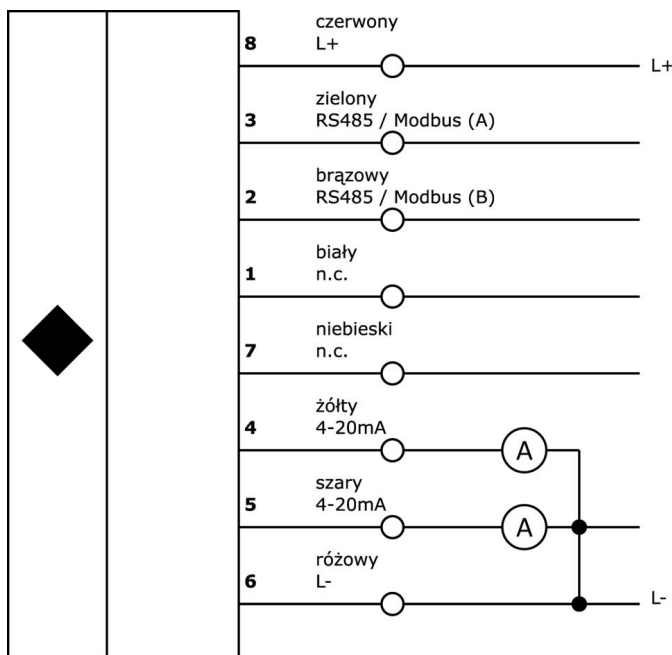 czerwony
8 L+
L+
zielony
3 RS485 / Modbus (A)
brązowy
2 RS485 / Modbus (B)
biały
1 n.c.
niebieski
7 n.c.
żółty
4 4-20mA
A
szary
5 4-20mA
A
różowy
6 L-
L-